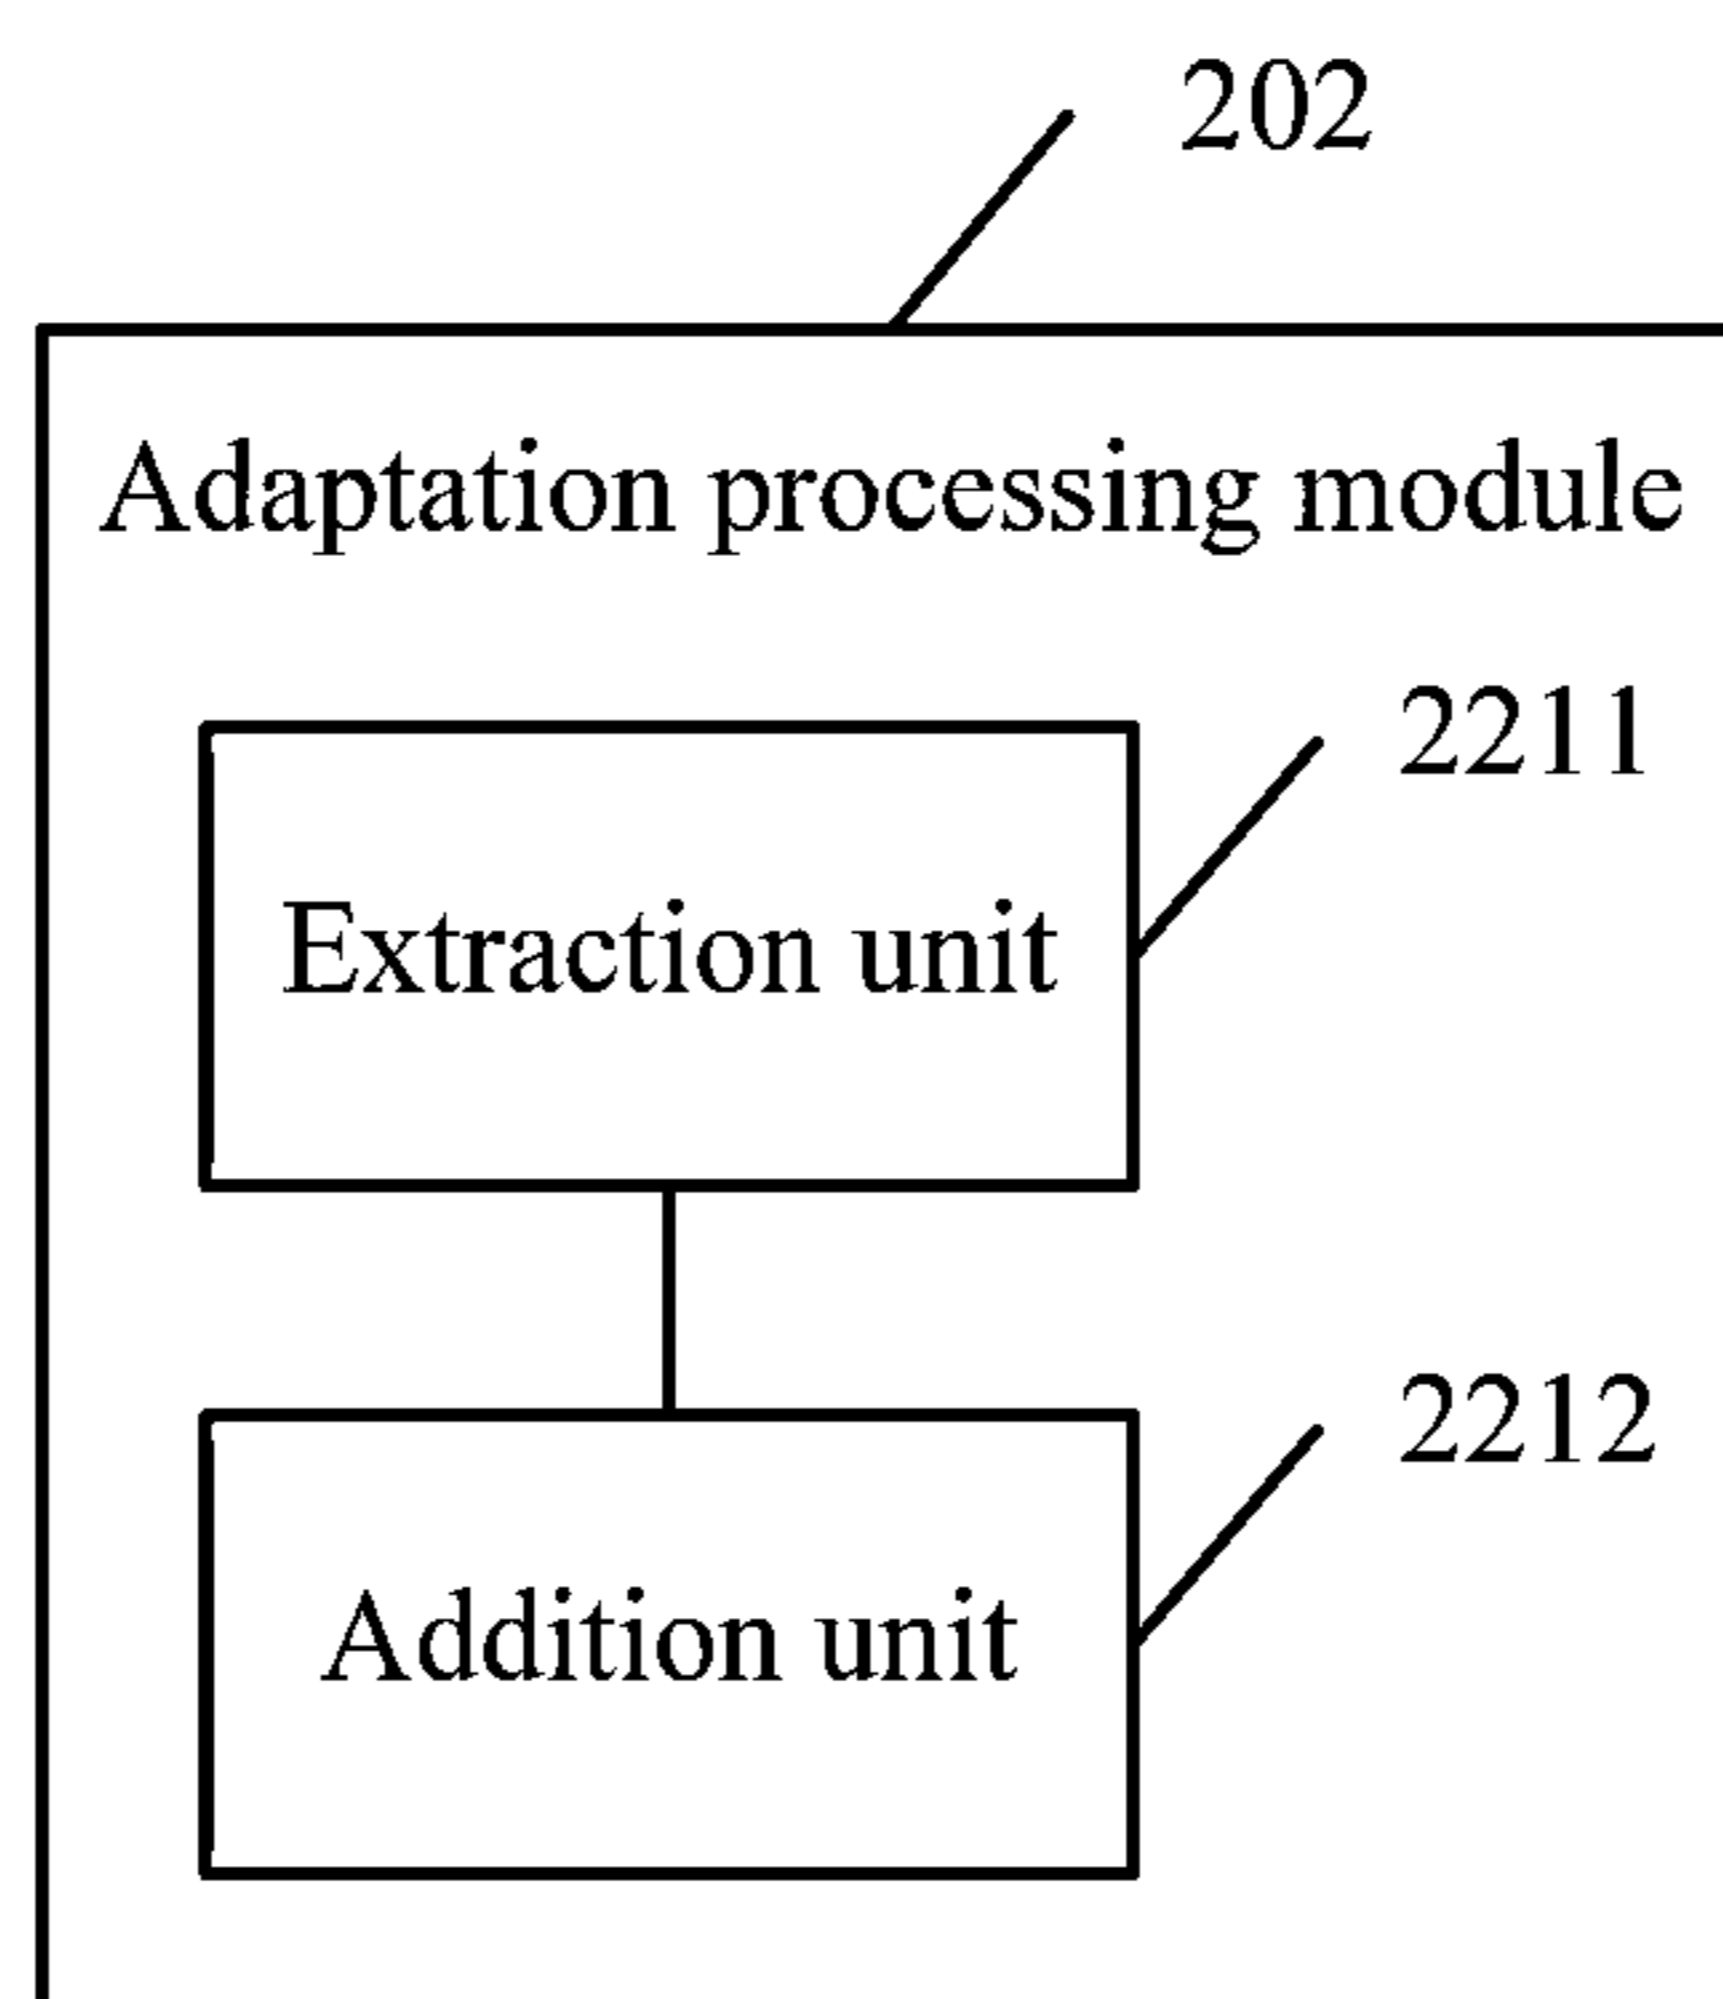 202
Adaptation processing module
2211
Extraction unit
2212
Addition unit